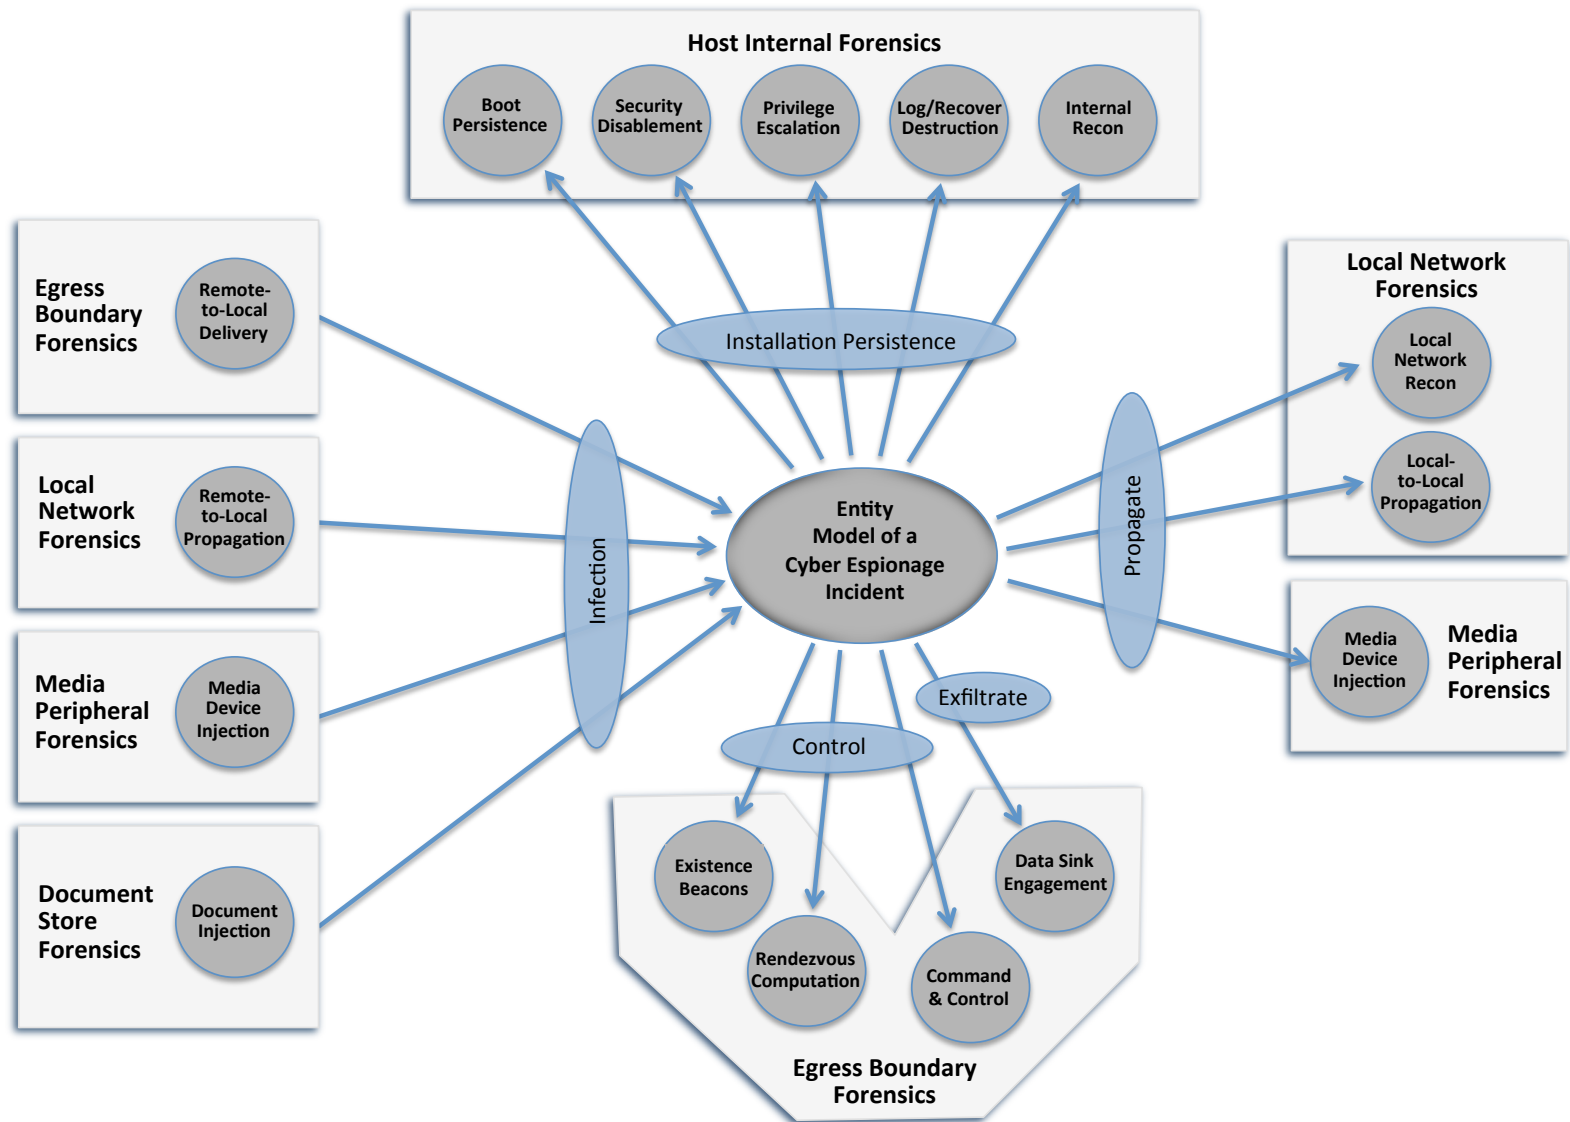 Host Internal Forensics
Boot
Persistence
Security
Disablement
Privilege
Escalation
Log/Recover
Destruction
Internal
Recon
Egress
Boundary
Forensics
Remote-
to-Local
Delivery
Local
Network
Forensics
Remote-
to-Local
Propagation
Media
Peripheral
Forensics
Media
Device
Injection
Document
Store
Forensics
Document
Injection
Infection
Installation Persistence
Entity
Model of a
Cyber Espionage
Incident
Propagate
Local Network
Forensics
Local
Network
Recon
Local-
to-Local
Propagation
Media
Device
Injection
Media
Peripheral
Forensics
Exfiltrate
Control
Existence
Beacons
Rendezvous
Computation
Command
& Control
Data Sink
Engagement
Egress Boundary
Forensics